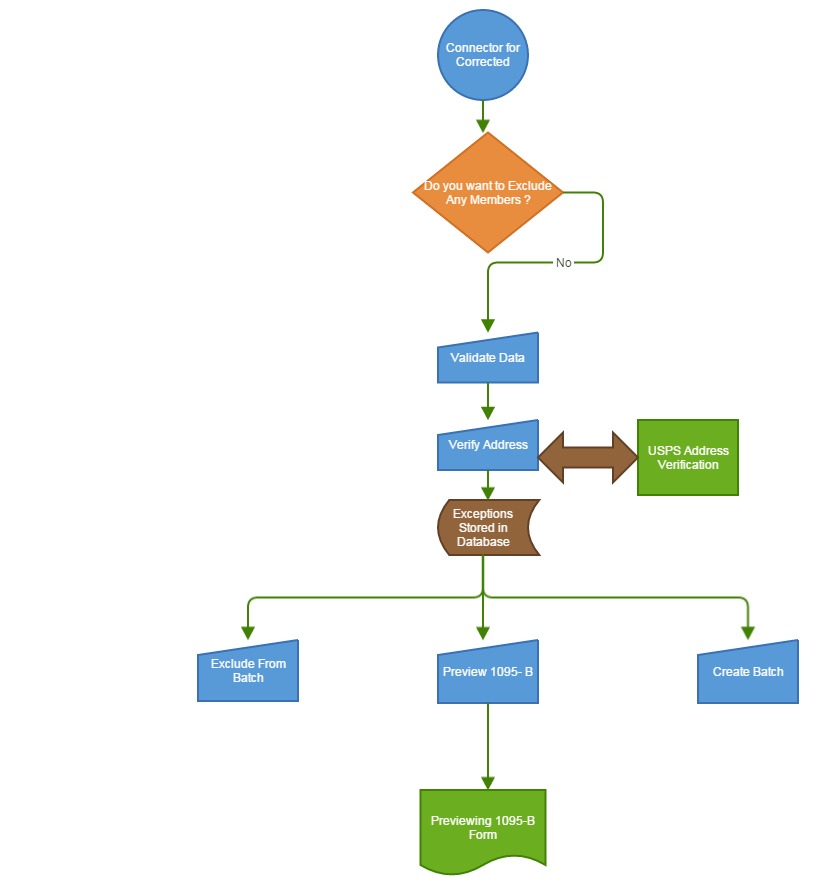 Connector for
Corrected
Do you want to Exclude
Any Members ?
No
Validate Data
Verify Address
USPS Address
Verification
Exceptions
Stored in
Database
Exclude From
Batch
Preview 1095- B
Create Batch
Previewing 1095-B
Form